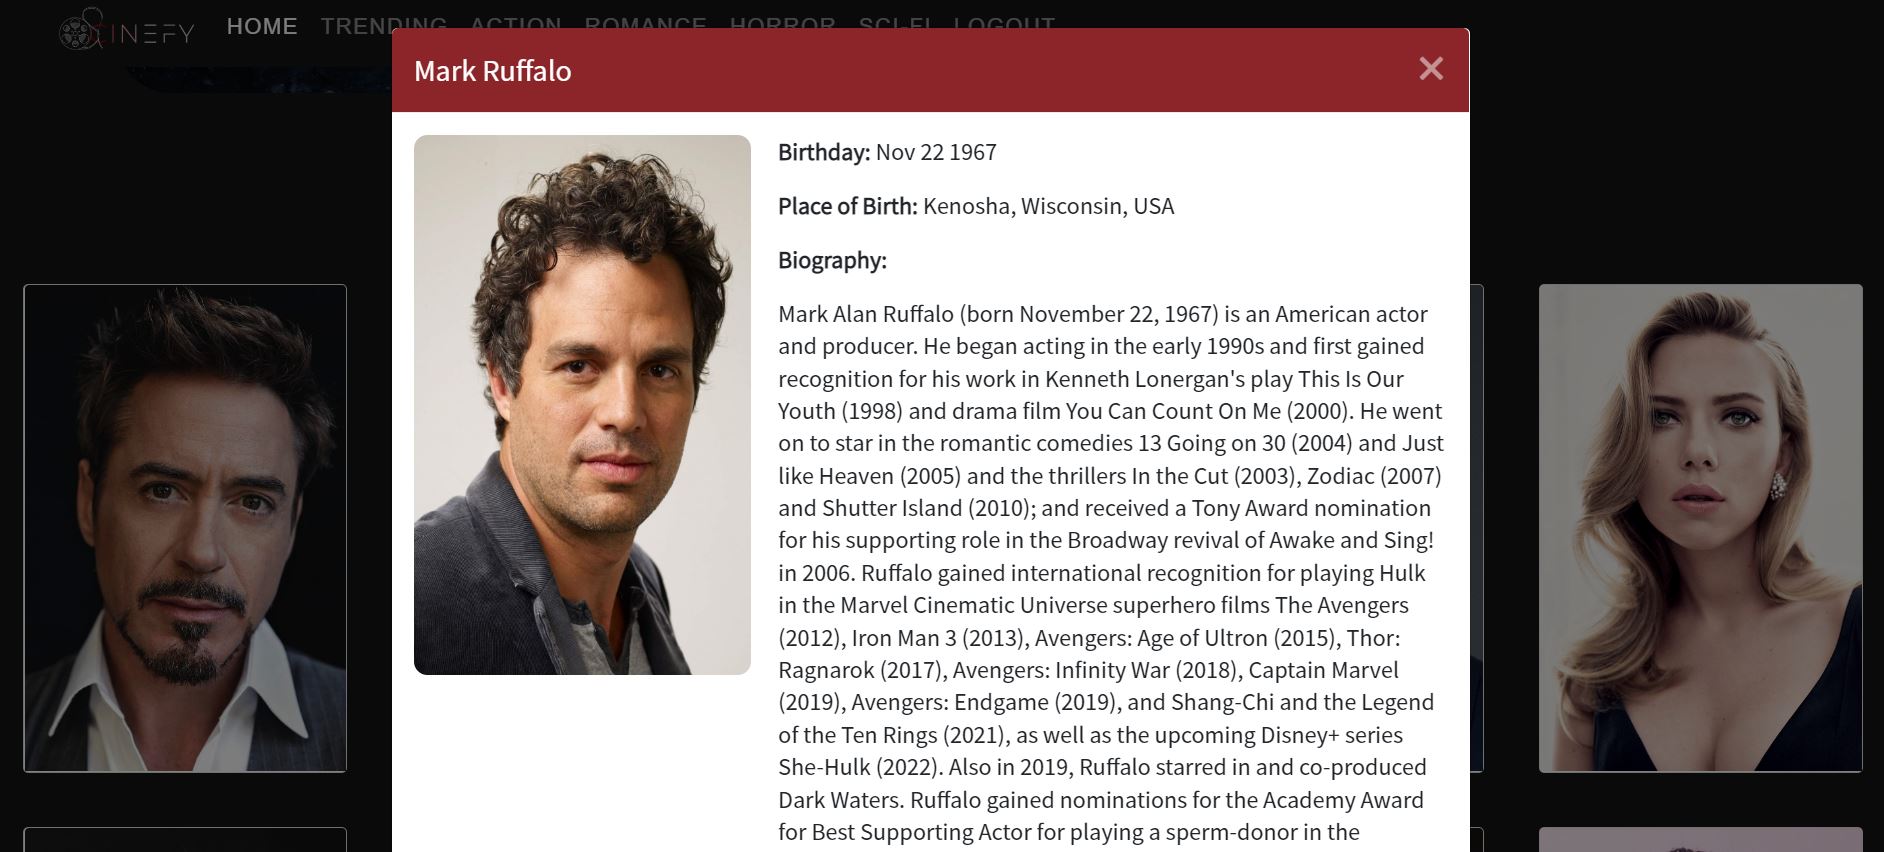 CINEFY
HOME TRENDING ACTION ROMANCE HORROR SCI-FI LOGOUT
Mark Ruffalo
Birthday: Nov 22 1967
Place of Birth: Kenosha, Wisconsin, USA
Biography:
Mark Alan Ruffalo (born November 22, 1967) is an American actor
and producer. He began acting in the early 1990s and first gained
recognition for his work in Kenneth Lonergan's play This Is Our
Youth (1998) and drama film You Can Count On Me (2000). He went
on to star in the romantic comedies 13 Going on 30 (2004) and Just
like Heaven (2005) and the thrillers In the Cut (2003), Zodiac (2007)
and Shutter Island (2010); and received a Tony Award nomination
for his supporting role in the Broadway revival of Awake and Sing!
in 2006. Ruffalo gained international recognition for playing Hulk
in the Marvel Cinematic Universe superhero films The Avengers
(2012), Iron Man 3 (2013), Avengers: Age of Ultron (2015), Thor:
Ragnarok (2017), Avengers: Infinity War (2018), Captain Marvel
(2019), Avengers: Endgame (2019), and Shang-Chi and the Legend
of the Ten Rings (2021), as well as the upcoming Disney+ series
She-Hulk (2022). Also in 2019, Ruffalo starred in and co-produced
Dark Waters. Ruffalo gained nominations for the Academy Award
for Best Supporting Actor for playing a sperm-donor in the